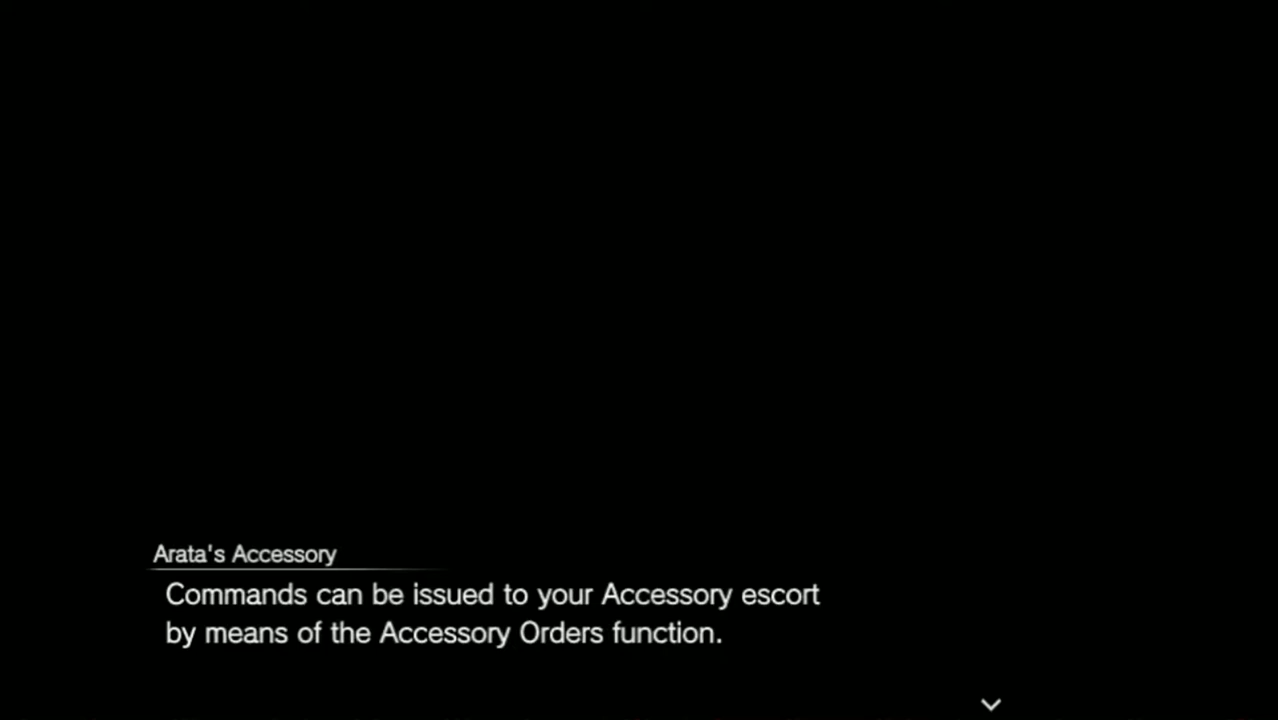 Arata's Accessory
Commands can be issued to your Accessory escort
by means of the Accessory Orders function.